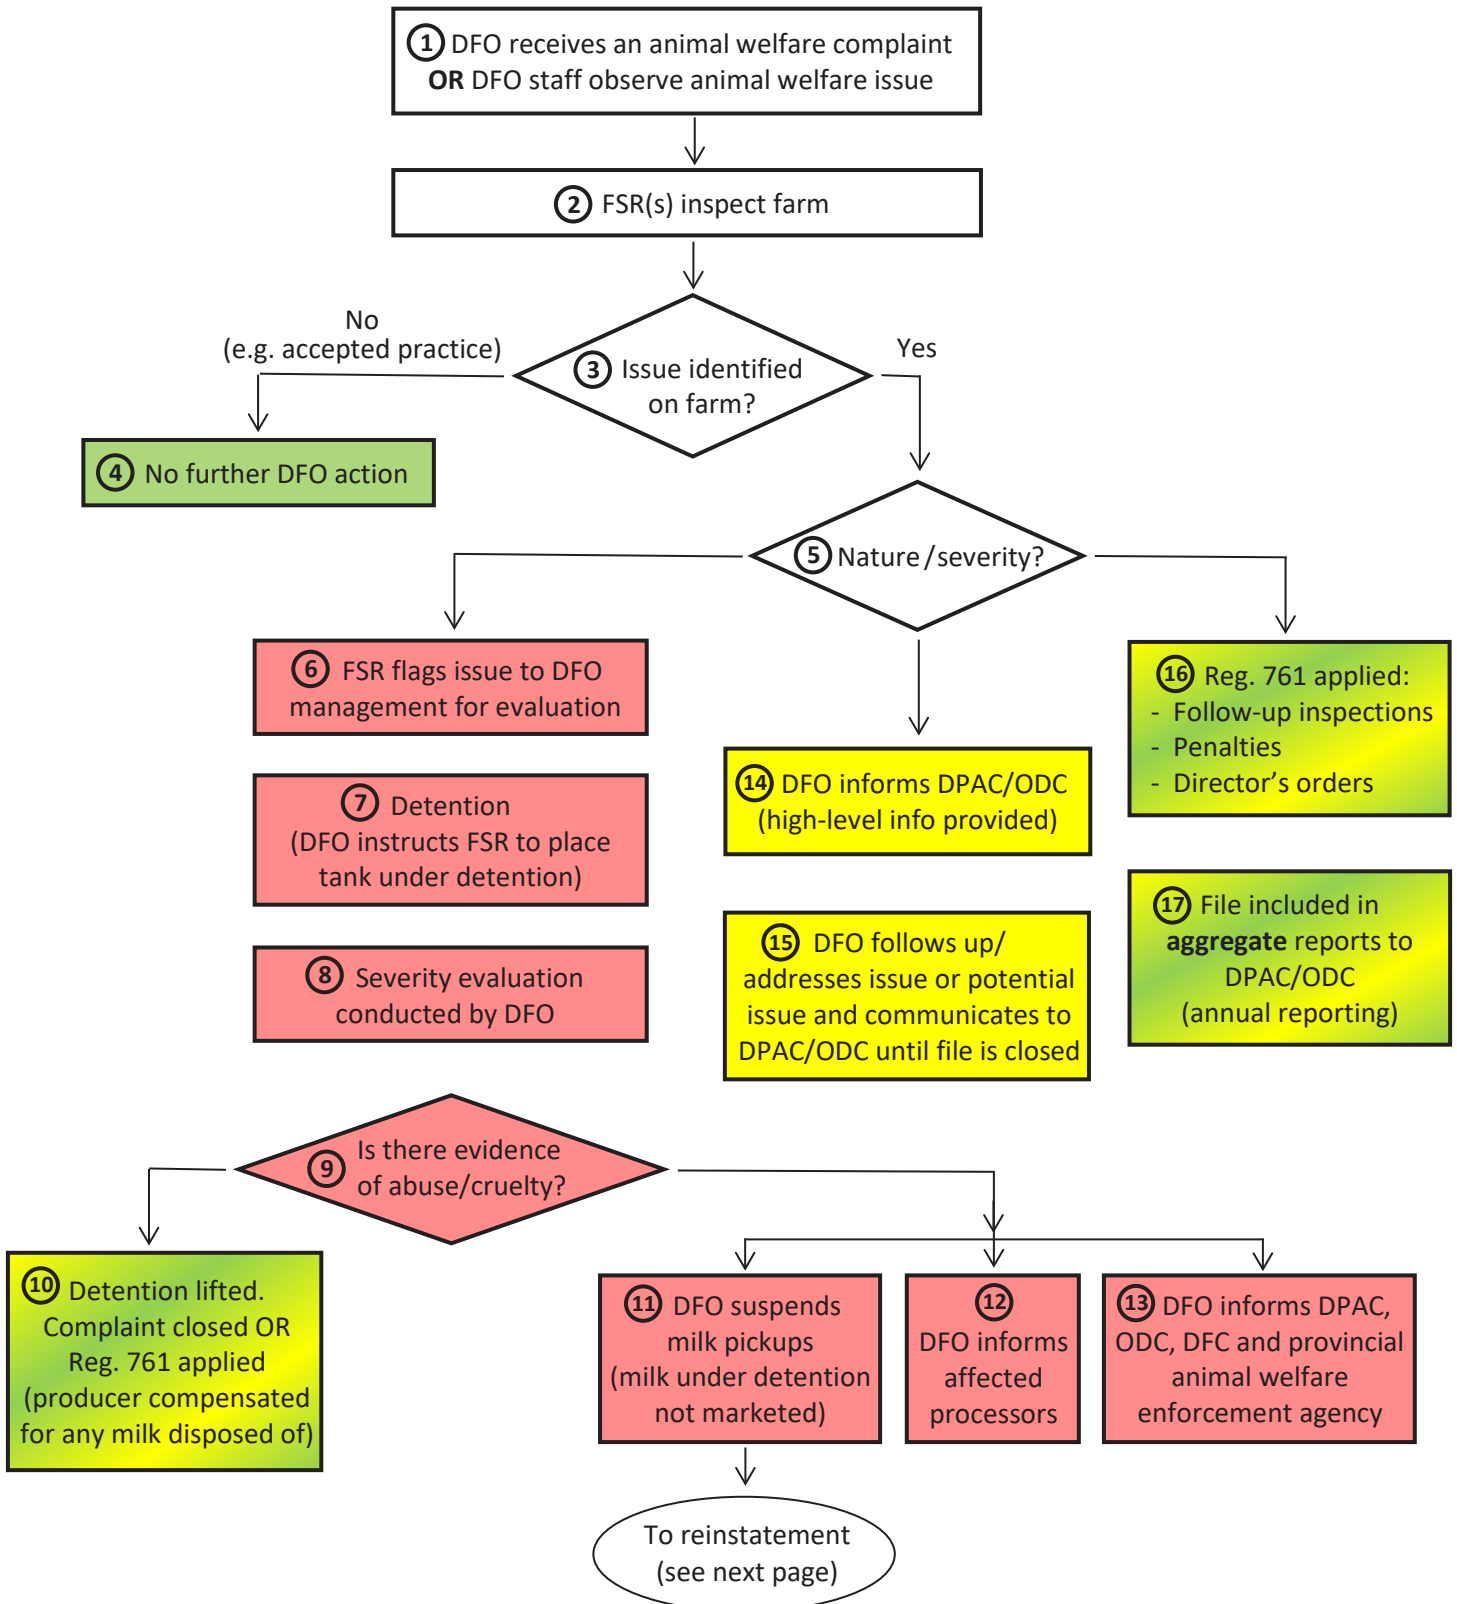 1 DFO receives an animal welfare complaint
OR DFO staff observe animal welfare issue
2 FSR(s) inspect farm
No
(e.g. accepted practice)
3 Issue identified
on farm?
Yes
4 No further DFO action
5 Nature/severity?
6 FSR flags issue to DFO
management for evaluation
7 Detention
(DFO instructs FSR to place
tank under detention)
8 Severity evaluation
conducted by DFO
14 DFO informs DPAC/ODC
(high-level info provided)
15 DFO follows up/
addresses issue or potential
issue and communicates to
DPAC/ODC until file is closed
16 Reg. 761 applied:
- Follow-up inspections
- Penalties
- Director’s orders
17 File included in
aggregate reports to
DPAC/ODC
(annual reporting)
9 Is there evidence
of abuse/cruelty?
10 Detention lifted.
Complaint closed OR
Reg. 761 applied
(producer compensated
for any milk disposed of)
11 DFO suspends
milk pickups
(milk under detention
not marketed)
12
DFO informs
affected
processors
13 DFO informs DPAC,
ODC, DFC and provincial
animal welfare
enforcement agency
To reinstatement
(see next page)